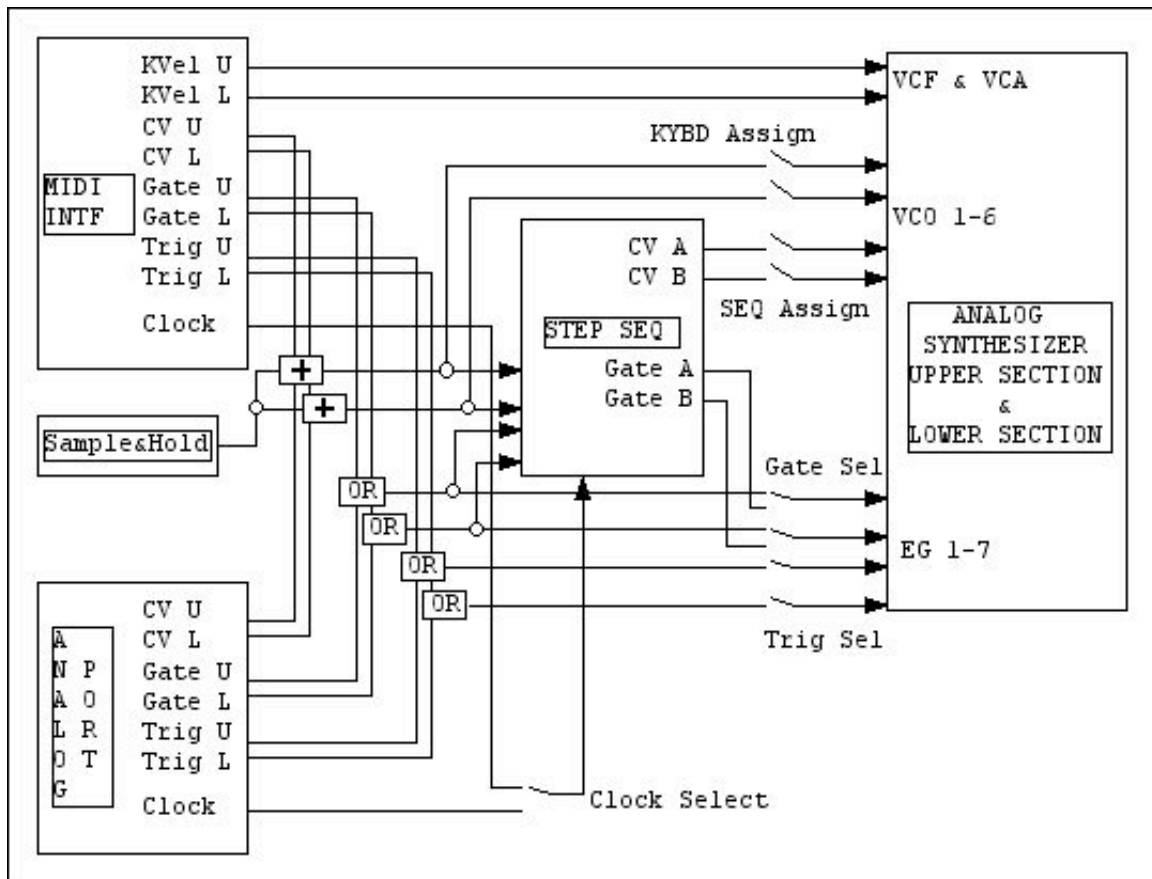 KVel U
KVel L
CV U
CV L
MIDI
INTF
Gate U
Gate L
Trig U
Trig L
Clock
Sample&Hold
+
+
OR
OR
OR
OR
ANALOG
PORT
CV U
CV L
Gate U
Gate L
Trig U
Trig L
Clock
Clock Select
CV A
CV B
STEP SEQ
Gate A
Gate B
KYBD Assign
SEQ Assign
Gate Sel
Trig Sel
VCF & VCA
VCO 1-6
ANALOG
SYNTHESIZER
UPPER SECTION
&
LOWER SECTION
EG 1-7